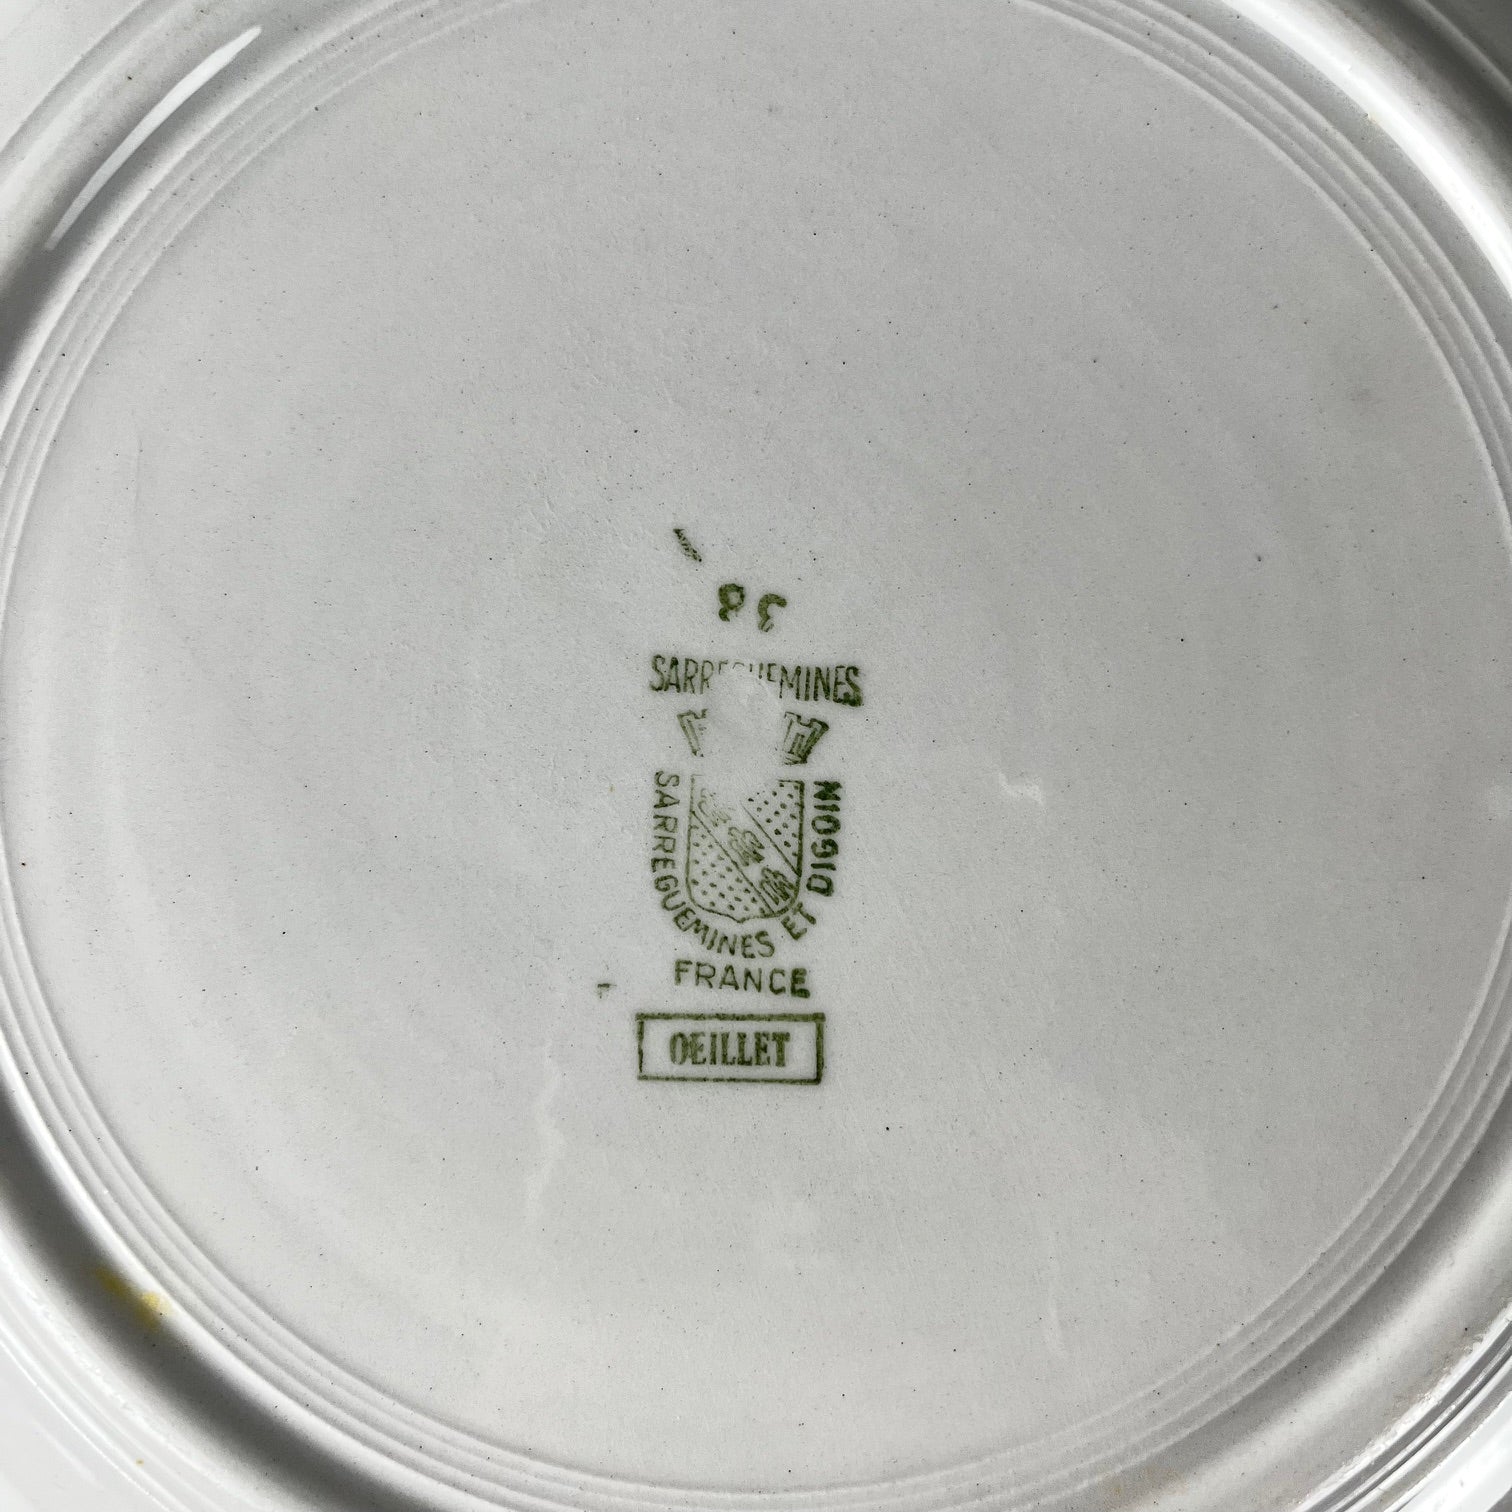 38
SARREGUEMINES
SARREGUEMINES ET DIGOIN
FRANCE
OEILLET